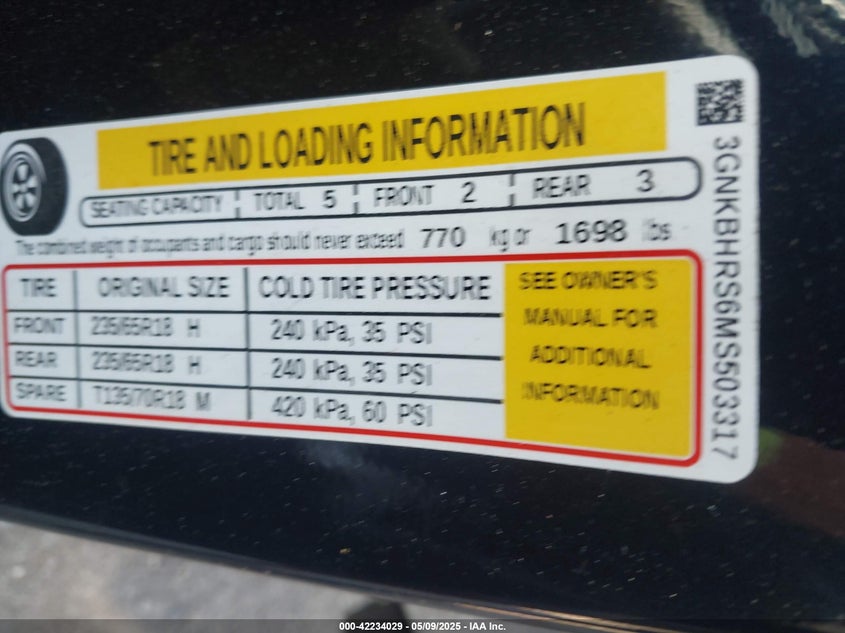 TIRE AND LOADING INFORMATION
SEATING CAPACITY TOTAL 5 FRONT 2 REAR 3
The combined weight of occupants and cargo should never exceed 770 kg or 1698 lbs
TIRE ORIGINAL SIZE COLD TIRE PRESSURE
FRONT 235/65R18 H 240 kPa, 35 PSI
REAR 235/65R18 H 240 kPa, 35 PSI
SPARE T135/70R18 M 420 kPa, 60 PSI
SEE OWNER'S
MANUAL FOR
ADDITIONAL
INFORMATION
3GNKBHRS6MS503317
000-42234029 — 05/09/2025 — IAA Inc.